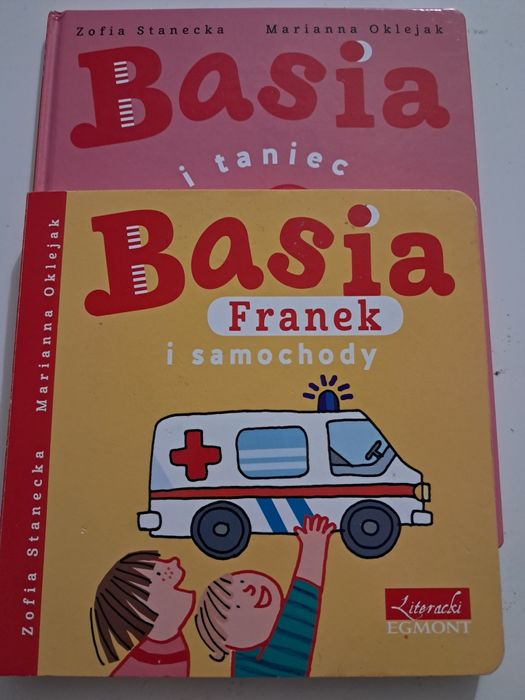 Zofia Stanecka Marianna Oklejak
Basia
i taniec
Basia
Franek
i samochody
Zofia Stanecka Marianna Oklejak
Literacki
EGMONT